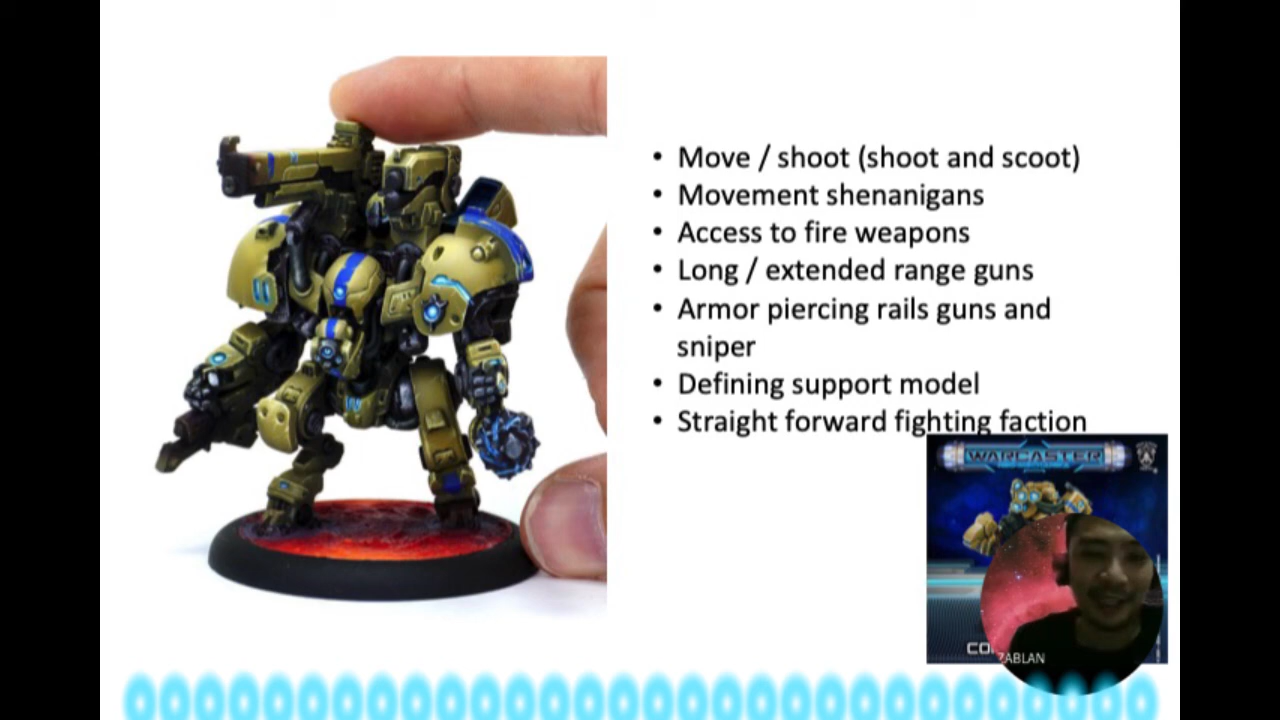 • Move / shoot (shoot and scoot)
• Movement shenanigans
• Access to fire weapons
• Long / extended range guns
• Armor piercing rails guns and
sniper
• Defining support model
• Straight forward fighting faction
WARCASTER
CO
ZABLAN